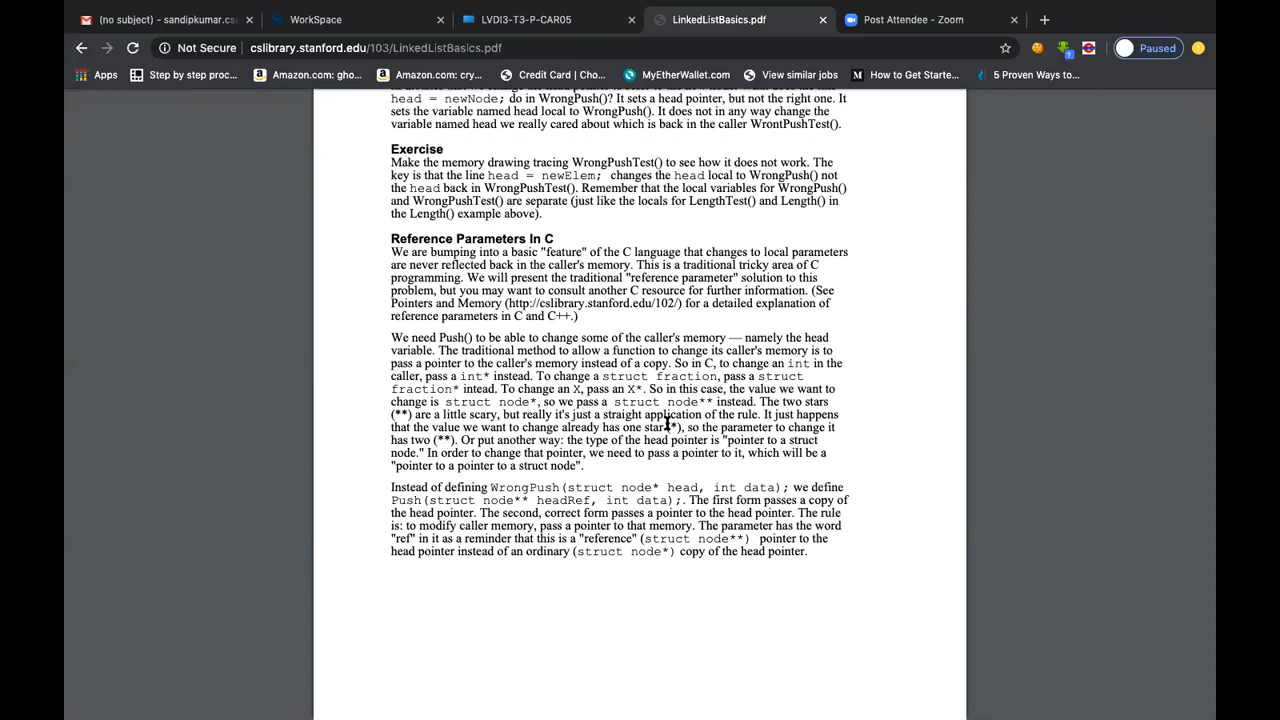 (no subject) - sandipkumar.cs
WorkSpace
LVDI3-T3-P-CAR05
LinkedListBasics.pdf
Post Attendee - Zoom
Not Secure
cslibrary.stanford.edu/103/LinkedListBasics.pdf
Paused
Apps
Step by step proc...
Amazon.com: gho...
Amazon.com: cry...
Credit Card | Cho...
MyEtherWallet.com
View similar jobs
How to Get Starte...
5 Proven Ways to...
head = newNode; do in WrongPush()? It sets a head pointer, but not the right one. It
sets the variable named head local to WrongPush(). It does not in any way change the
variable named head we really cared about which is back in the caller WrontPushTest().
Exercise
Make the memory drawing tracing WrongPushTest() to see how it does not work. The
key is that the line head = newElem; changes the head local to WrongPush() not
the head back in WrongPushTest(). Remember that the local variables for WrongPush()
and WrongPushTest() are separate (just like the locals for LengthTest() and Length() in
the Length() example above).
Reference Parameters In C
We are bumping into a basic "feature" of the C language that changes to local parameters
are never reflected back in the caller's memory. This is a traditional tricky area of C
programming. We will present the traditional "reference parameter" solution to this
problem, but you may want to consult another C resource for further information. (See
Pointers and Memory (http://cslibrary.stanford.edu/102/) for a detailed explanation of
reference parameters in C and C++.)
We need Push() to be able to change some of the caller's memory — namely the head
variable. The traditional method to allow a function to change its caller's memory is to
pass a pointer to the caller's memory instead of a copy. So in C, to change an int in the
caller, pass a int* instead. To change a struct fraction, pass a struct
fraction* intead. To change an X, pass an X*. So in this case, the value we want to
change is struct node*, so we pass a struct node** instead. The two stars
(**) are a little scary, but really it's just a straight application of the rule. It just happens
that the value we want to change already has one star *), so the parameter to change it
has two (**). Or put another way: the type of the head pointer is "pointer to a struct
node." In order to change that pointer, we need to pass a pointer to it, which will be a
"pointer to a pointer to a struct node".
Instead of defining WrongPush(struct node* head, int data); we define
Push(struct node** headRef, int data);. The first form passes a copy of
the head pointer. The second, correct form passes a pointer to the head pointer. The rule
is: to modify caller memory, pass a pointer to that memory. The parameter has the word
"ref" in it as a reminder that this is a "reference" (struct node**) pointer to the
head pointer instead of an ordinary (struct node*) copy of the head pointer.